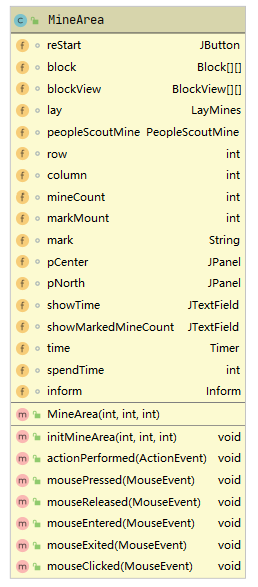 MineArea
reStart JButton
block Block[][]
blockView BlockView[][]
lay LayMines
peopleScoutMine PeopleScoutMine
row int
column int
mineCount int
markMount int
mark String
pCenter JPanel
pNorth JPanel
showTime JTextField
showMarkedMineCount JTextField
time Timer
spendTime int
inform Inform
MineArea(int, int, int)
initMineArea(int, int, int) void
actionPerformed(ActionEvent) void
mousePressed(MouseEvent) void
mouseReleased(MouseEvent) void
mouseEntered(MouseEvent) void
mouseExited(MouseEvent) void
mouseClicked(MouseEvent) void